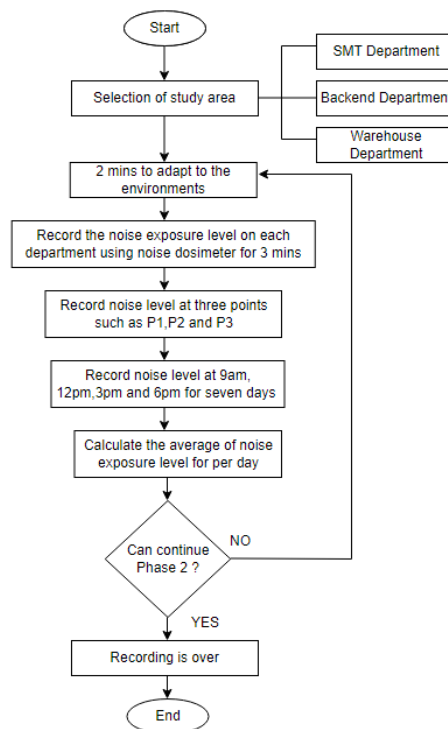 Start
Selection of study area
SMT Department
Backend Department
Warehouse
Department
2 mins to adapt to the
environments
Record the noise exposure level on each
department using noise dosimeter for 3 mins
Record noise level at three points
such as P1,P2 and P3
Record noise level at 9am,
12pm,3pm and 6pm for seven days
Calculate the average of noise
exposure level for per day
Can continue
Phase 2 ?
NO
YES
Recording is over
End